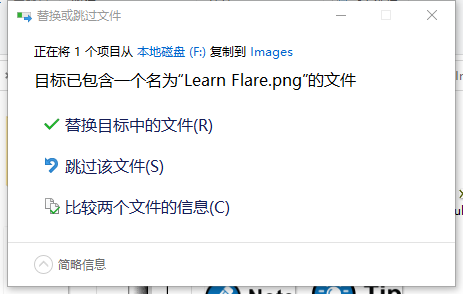 替换或跳过文件
正在将 1 个项目从 本地磁盘 (F:) 复制到 Images
目标已包含一个名为“Learn Flare.png”的文件
替换目标中的文件(R)
跳过该文件(S)
比较两个文件的信息(C)
简略信息